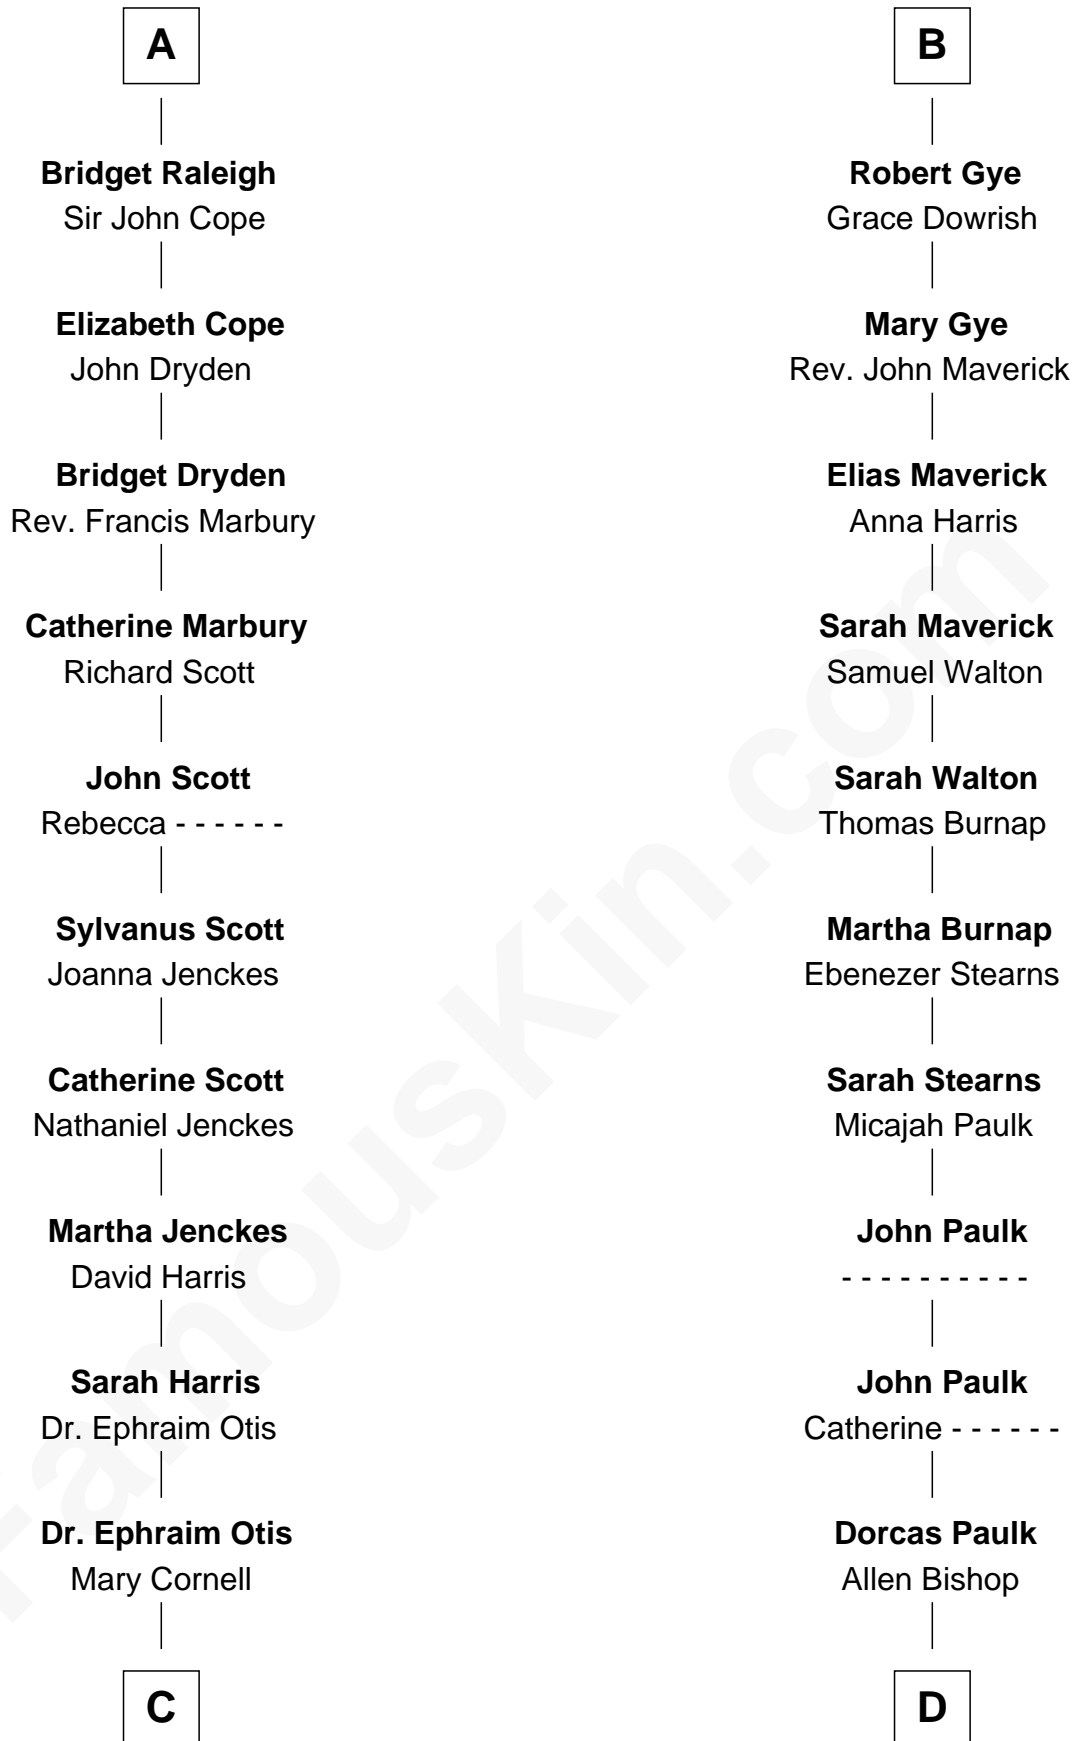 A
Bridget Raleigh
Sir John Cope
Elizabeth Cope
John Dryden
Bridget Dryden
Rev. Francis Marbury
Catherine Marbury
Richard Scott
John Scott
Rebecca - - - - - -
Sylvanus Scott
Joanna Jenckes
Catherine Scott
Nathaniel Jenckes
Martha Jenckes
David Harris
Sarah Harris
Dr. Ephraim Otis
Dr. Ephraim Otis
Mary Cornell
C
B
Robert Gye
Grace Dowrish
Mary Gye
Rev. John Maverick
Elias Maverick
Anna Harris
Sarah Maverick
Samuel Walton
Sarah Walton
Thomas Burnap
Martha Burnap
Ebenezer Stearns
Sarah Stearns
Micajah Paulk
John Paulk
- - - - - - - - - -
John Paulk
Catherine - - - - - -
Dorcas Paulk
Allen Bishop
D
FamousKin.com